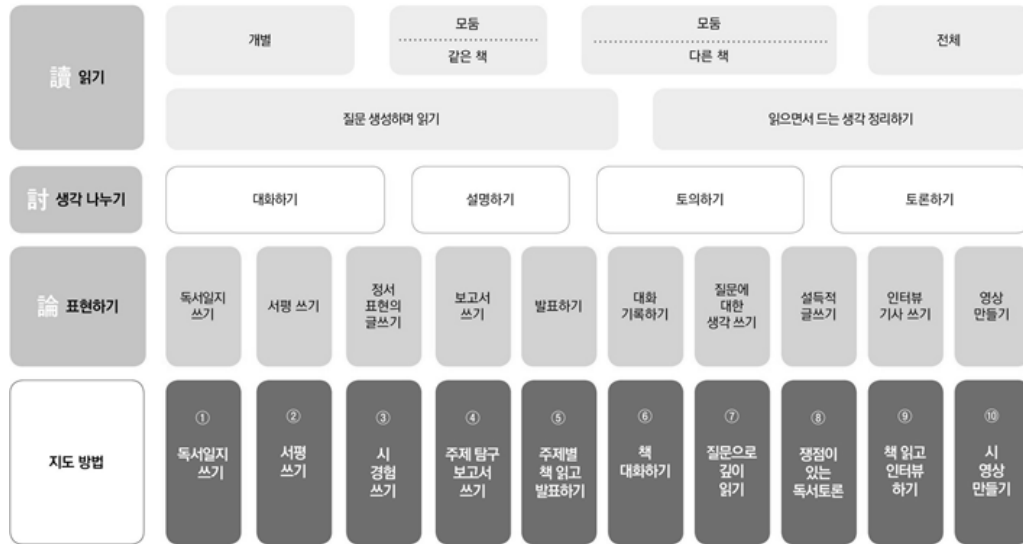 讀 읽기
개별
모둠
같은 책
모둠
다른 책
전체
질문 생성하며 읽기
읽으면서 드는 생각 정리하기
討 생각 나누기
대화하기
설명하기
토의하기
토론하기
論 표현하기
독서일지
쓰기
서평 쓰기
정서
표현의
글쓰기
보고서
쓰기
발표하기
대화
기록하기
질문에
대한
생각 쓰기
설득적
글쓰기
인터뷰
기사 쓰기
영상
만들기
지도 방법
①
독서일지
쓰기
②
서평
쓰기
③
시
경험
쓰기
④
주제 탐구
보고서
쓰기
⑤
주제별
책 읽고
발표하기
⑥
책
대화하기
⑦
질문으로
깊이
읽기
⑧
쟁점이
있는
독서토론
⑨
책 읽고
인터뷰
하기
⑩
시
영상
만들기